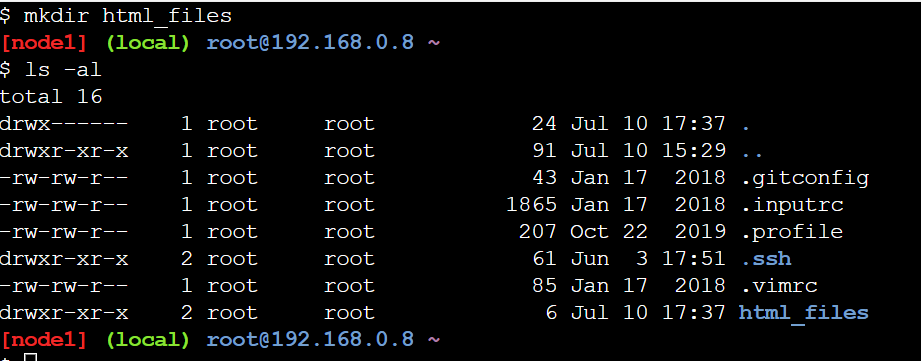 $ mkdir html_files
[node1] (local) root@192.168.0.8 ~
$ ls -al
total 16
drwx------    1 root     root            24 Jul 10 17:37 .
drwxr-xr-x    1 root     root            91 Jul 10 15:29 ..
-rw-rw-r--    1 root     root            43 Jan 17  2018 .gitconfig
-rw-rw-r--    1 root     root          1865 Jan 17  2018 .inputrc
-rw-rw-r--    1 root     root           207 Oct 22  2019 .profile
drwxr-xr-x    2 root     root            61 Jun  3 17:51 .ssh
-rw-rw-r--    1 root     root            85 Jan 17  2018 .vimrc
drwxr-xr-x    2 root     root             6 Jul 10 17:37 html_files
[node1] (local) root@192.168.0.8 ~
$